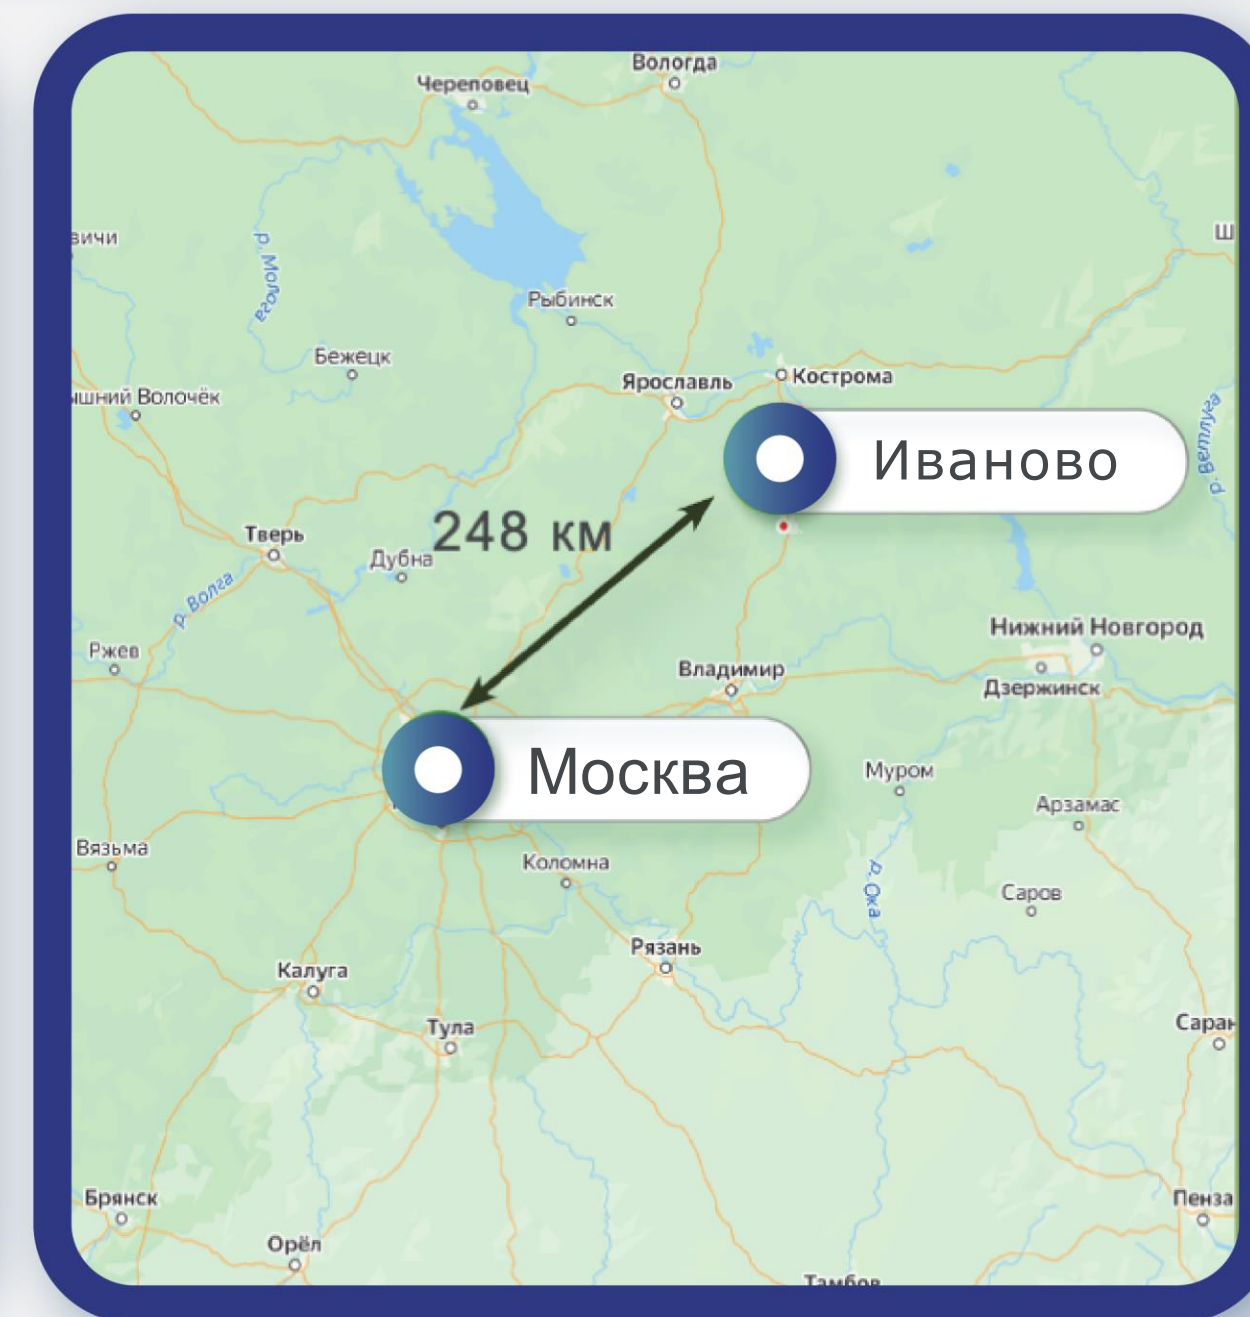 Вологда
Череповец
вичи
Ш
р. Молога
Рыбинск
Бежецк
Ярославль
Кострома
ышний Волочёк
р. Ветлуга
Иваново
248 км
Тверь
Дубна
р. Волга
Нижний Новгород
Ржев
Владимир
Дзержинск
Москва
Муром
Арзамас
Вязьма
Коломна
р. Ока
Саров
Рязань
Калуга
Саран
Тула
Брянск
Пенза
Орёл
Тамбов